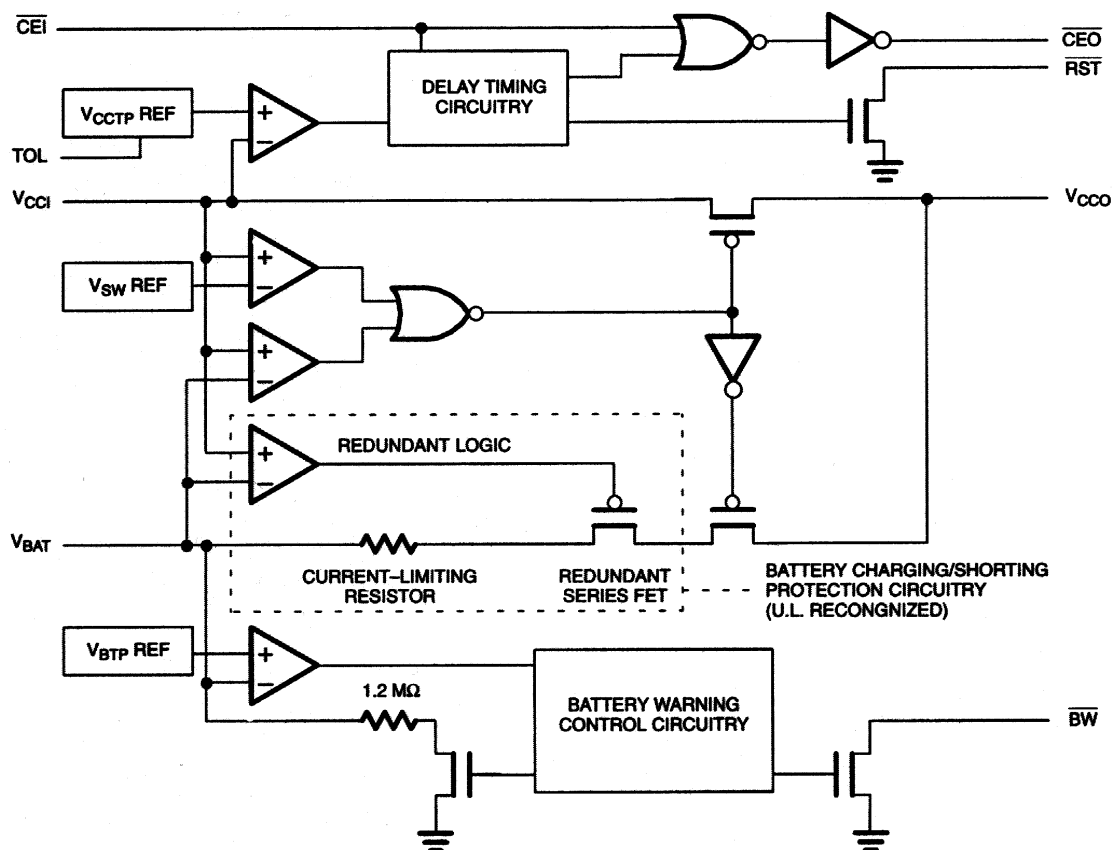 CEI
CEO
RST
DELAY TIMING
CIRCUITRY
VCCTP REF
+
−
TOL
VCCI
VCCO
+
−
VSW REF
+
−
REDUNDANT LOGIC
+
−
VBAT
CURRENT–LIMITING
RESISTOR
REDUNDANT
SERIES FET
BATTERY CHARGING/SHORTING
PROTECTION CIRCUITRY
(U.L. RECONGNIZED)
VBTP REF
+
−
1.2 MΩ
BATTERY WARNING
CONTROL CIRCUITRY
BW